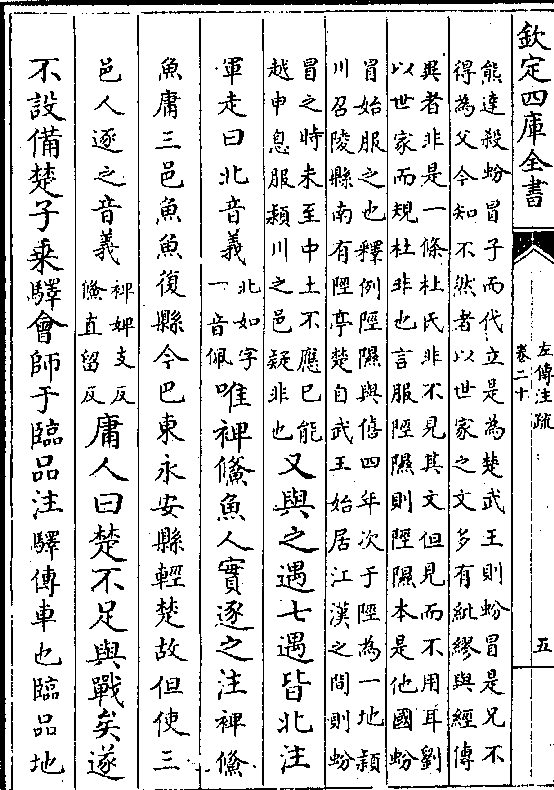 欽定四庫全書
左傳注疏
卷二十
五
熊達殺蚡冒子而代立是為楚武王則蚡冒是兄不
得為父今知不然者以世家之文多有紕繆與經傳
異者非是一條杜氏非不見其文但見而不用耳劉
以世家而規杜非也言服陘隰則陘隰本是他國蚡
冒始服之也釋例陘隰與僖四年次于陘為一地潁
川召陵縣南有陘亭楚自武王始居江漢之間則蚡
冒之時未至中土不應已能
越申息服潁川之邑疑非也
又與之遇七遇皆北注
軍走曰北音義
北如字
一音佩
唯裨鯈魚人實逐之注裨鯈
魚庸三邑魚魚復縣今巴東永安縣輕楚故但使三
邑人逐之音義
裨婢支反
鯈直留反
庸人曰楚不足與戰矣遂
不設備楚子乗驛會師于臨品注驛傳車也臨品地